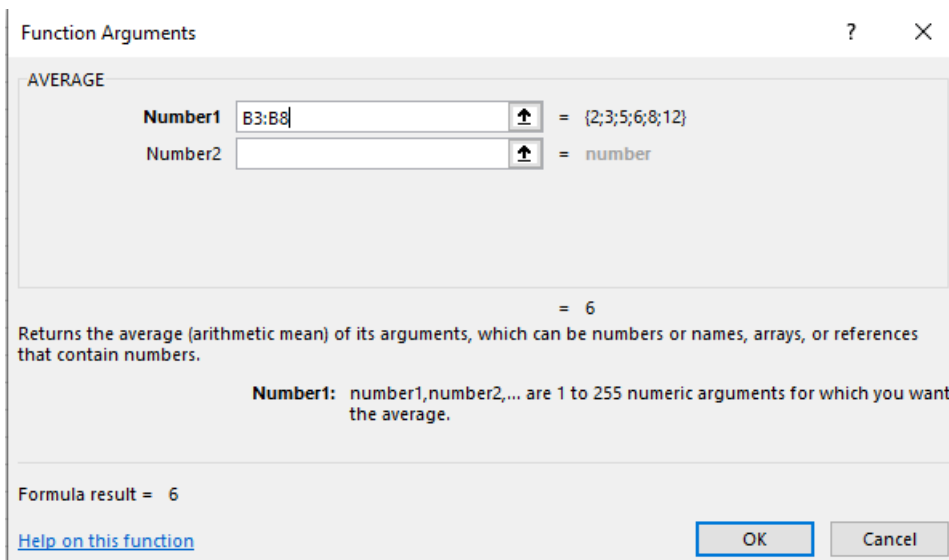 Function Arguments ?
AVERAGE
Number1 B3:B8 = {2;3;5;6;8;12}
Number2 = number
= 6
Returns the average (arithmetic mean) of its arguments, which can be numbers or names, arrays, or references
that contain numbers.
Number1: number1,number2,... are 1 to 255 numeric arguments for which you want
the average.
Formula result = 6
Help on this function OK Cancel